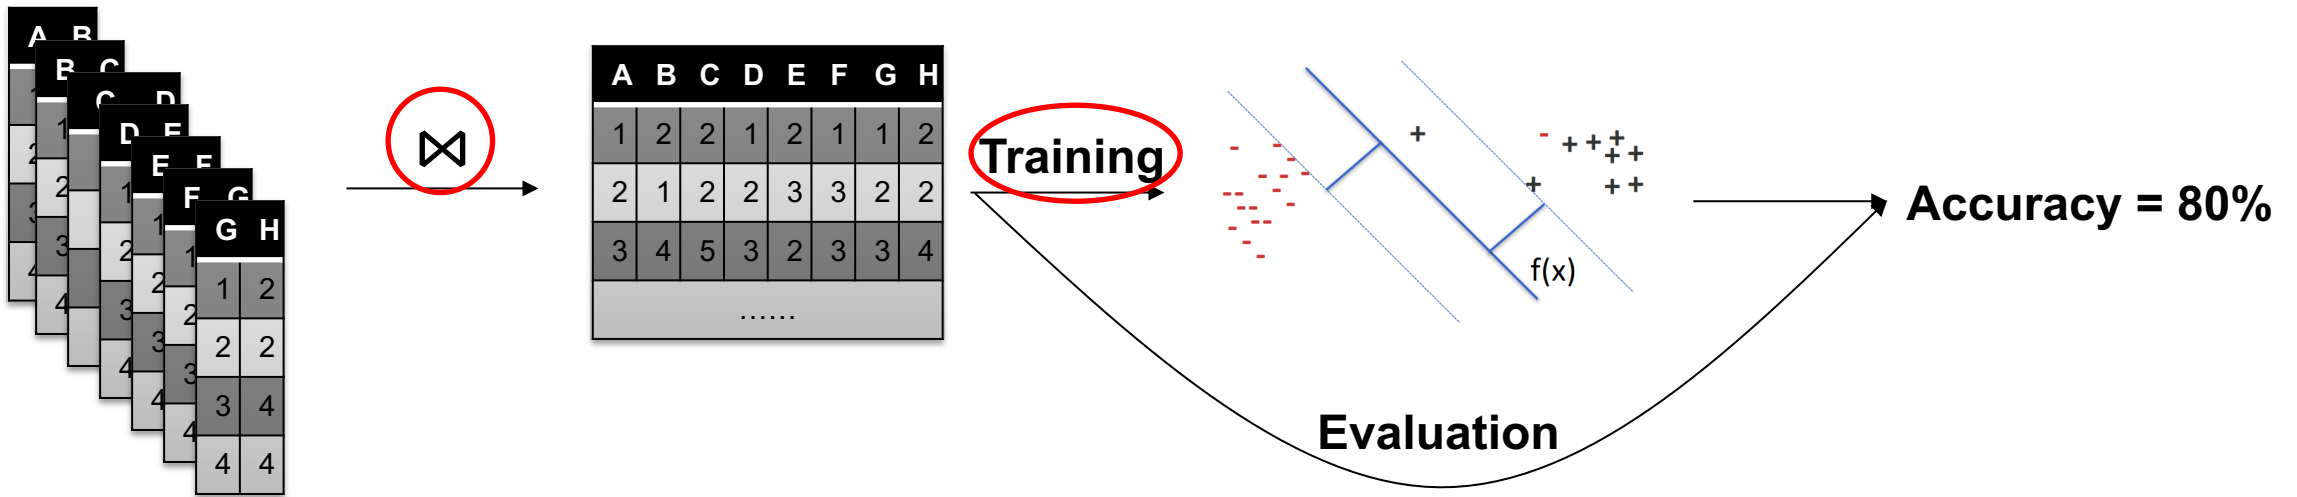 A B
B C
C D
D E
E F
F G
G H
1 2
2 2
3 4
4 4
⋈
A B C D E F G H
1 2 2 1 2 1 1 2
2 1 2 2 3 3 2 2
3 4 5 3 2 3 3 4
......
Training
f(x)
Evaluation
Accuracy = 80%